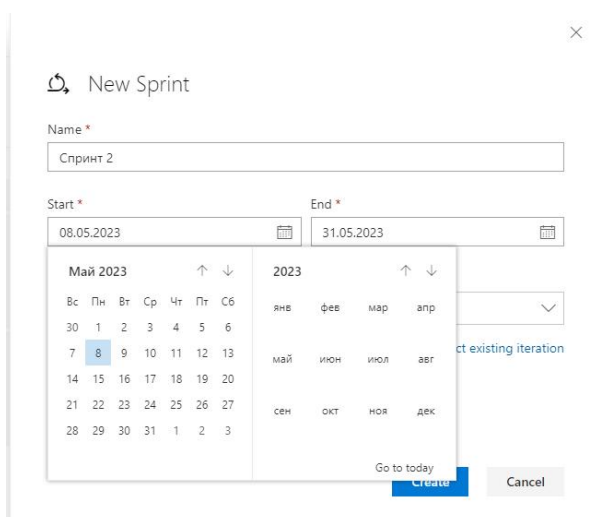 New Sprint
Name *
Спринт 2
Start * End *
08.05.2023 31.05.2023
Май 2023 2023
Вс Пн Вт Ср Чт Пт Сб
30 1 2 3 4 5 6
7 8 9 10 11 12 13
14 15 16 17 18 19 20
21 22 23 24 25 26 27
28 29 30 31 1 2 3
янв фев мар апр
май июн июл авг
сен окт ноя дек
Go to today
existing iteration
Create Cancel